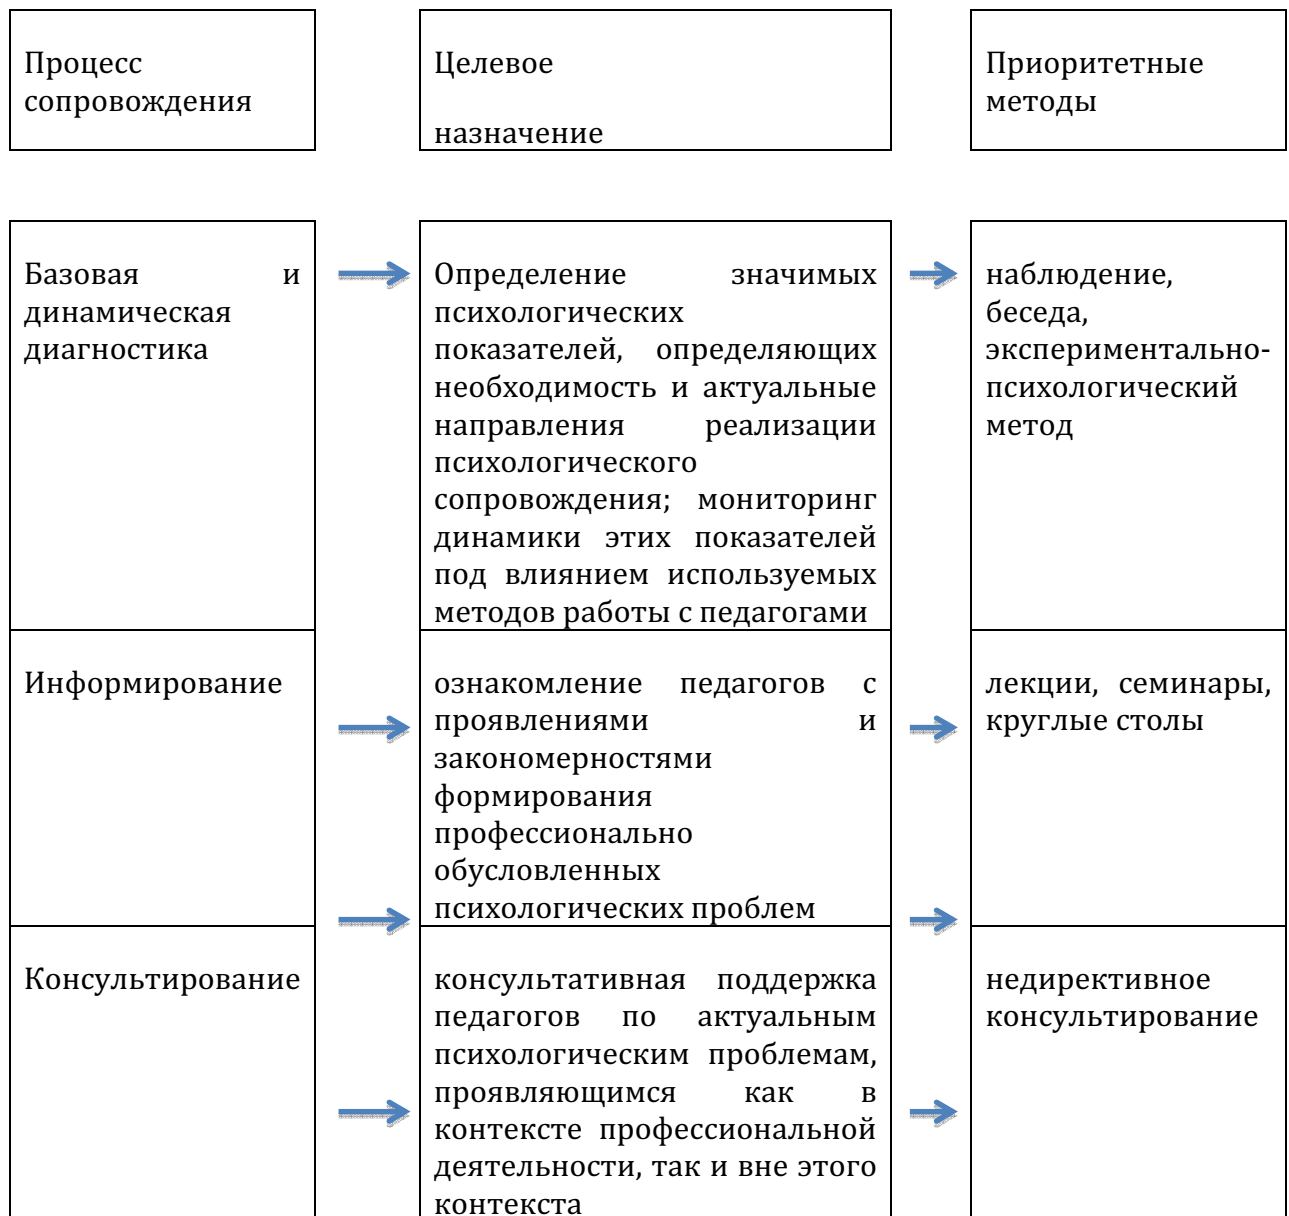 Процесс
сопровождения
Целевое
назначение
Приоритетные
методы
Базовая и
динамическая
диагностика
Определение значимых
психологических
показателей, определяющих
необходимость и актуальные
направления реализации
психологического
сопровождения; мониторинг
динамики этих показателей
под влиянием используемых
методов работы с педагогами
наблюдение,
беседа,
экспериментально-
психологический
метод
Информирование
ознакомление педагогов с
проявлениями и
закономерностями
формирования
профессионально
обусловленных
психологических проблем
лекции, семинары,
круглые столы
Консультирование
консультативная поддержка
педагогов по актуальным
психологическим проблемам,
проявляющимся как в
контексте профессиональной
деятельности, так и вне этого
контекста
недирективное
консультирование